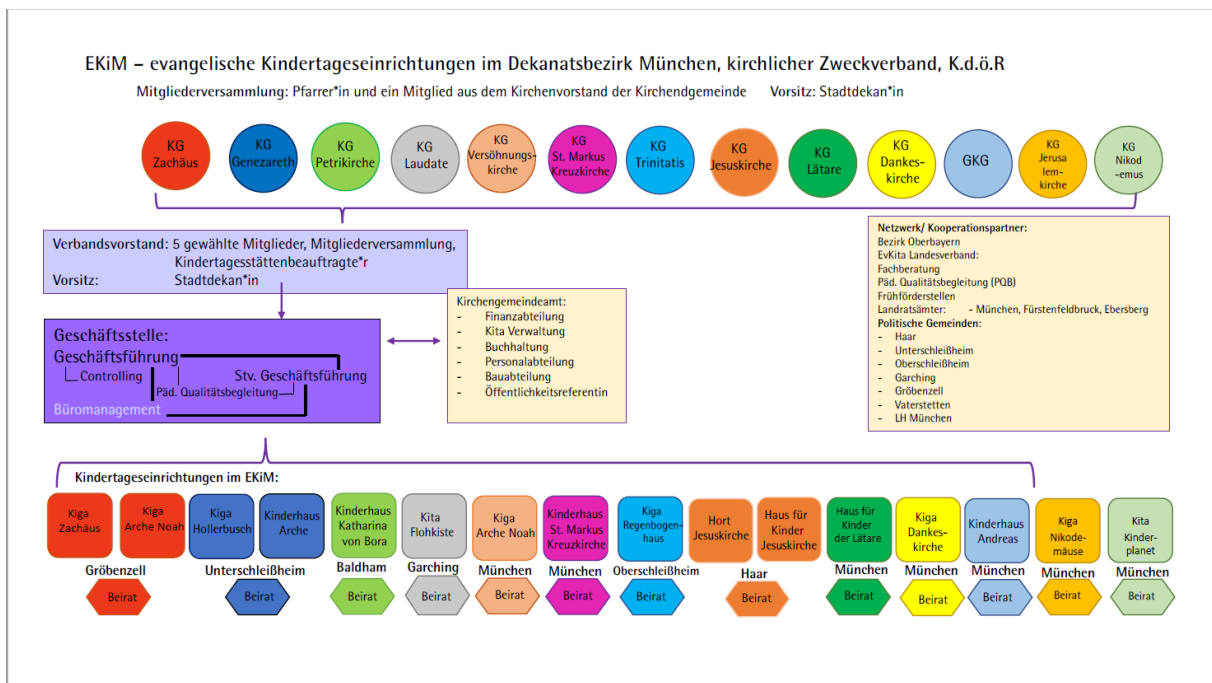 EKiM – evangelische Kindertageseinrichtungen im Dekanatsbezirk München, kirchlicher Zweckverband, K.d.ö.R
Mitgliederversammlung: Pfarrer*in und ein Mitglied aus dem Kirchenvorstand der Kirchendgemeinde Vorsitz: Stadtdekan*in
KG
Zachäus
KG
Genezareth
KG
Petrikirche
KG
Laudate
KG
Versöhnungs-
kirche
KG
St. Markus
Kreuzkirche
KG
Trinitatis
KG
Jesuskirche
KG
Lätare
KG
Dankes-
kirche
GKG
KG
Jerusa
lem-
kirche
KG
Nikod
-emus
Verbandsvorstand: 5 gewählte Mitglieder, Mitgliederversammlung,
Kindertagesstättenbeauftragte*r
Vorsitz: Stadtdekan*in
Netzwerk/ Kooperationspartner:
Bezirk Oberbayern
EvKita Landesverband:
Fachberatung
Päd. Qualitätsbegleitung (PQB)
Frühförderstellen
Landratsämter: - München, Fürstenfeldbruck, Ebersberg
Politische Gemeinden:
- Haar
- Unterschleißheim
- Oberschleißheim
- Garching
- Gröbenzell
- Vaterstetten
- LH München
Kirchengemeindeamt:
- Finanzabteilung
- Kita Verwaltung
- Buchhaltung
- Personalabteilung
- Bauabteilung
- Öffentlichkeitsreferentin
Geschäftsstelle:
Geschäftsführung
Controlling
Stv. Geschäftsführung
Päd. Qualitätsbegleitung
Büromanagement
Kindertageseinrichtungen im EKiM:
Kiga
Zachäus
Kiga
Arche Noah
Kiga
Hollerbusch
Kinderhaus
Arche
Kinderhaus
Katharina
von Bora
Kita
Flohkiste
Kiga
Arche Noah
Kinderhaus
St. Markus
Kreuzkirche
Kiga
Regenbogen-
haus
Hort
Jesuskirche
Haus für
Kinder
Jesuskirche
Haus für
Kinder
der Lätare
Kiga
Dankes-
kirche
Kinderhaus
Andreas
Kiga
Nikode-
mäuse
Kita
Kinder-
planet
Gröbenzell
Unterschleißheim
Baldham
Garching
München
München
Oberschleißheim
Haar
München
München
München
München
München
Beirat
Beirat
Beirat
Beirat
Beirat
Beirat
Beirat
Beirat
Beirat
Beirat
Beirat
Beirat
Beirat